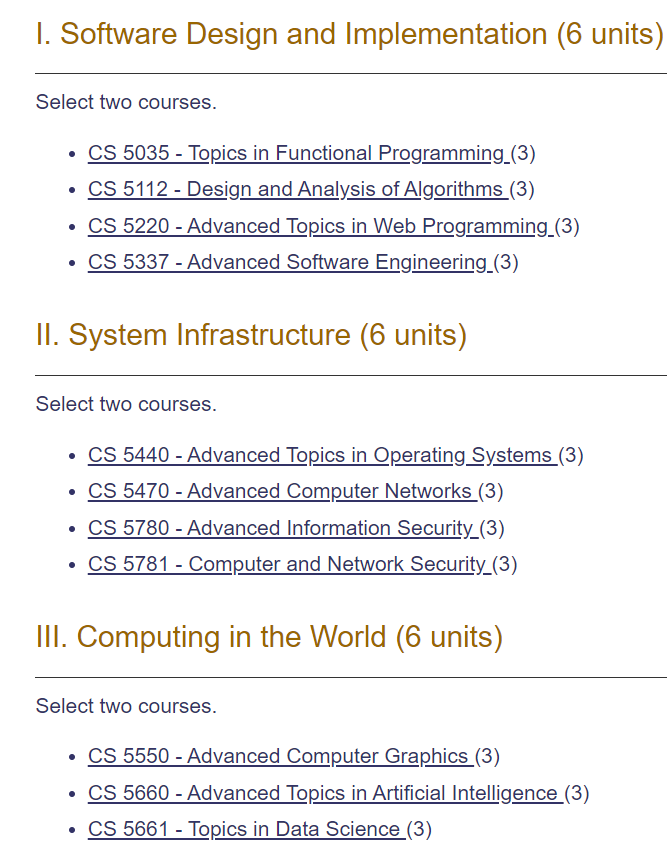 I. Software Design and Implementation (6 units)
Select two courses.
• CS 5035 - Topics in Functional Programming (3)
• CS 5112 - Design and Analysis of Algorithms (3)
• CS 5220 - Advanced Topics in Web Programming (3)
• CS 5337 - Advanced Software Engineering (3)
II. System Infrastructure (6 units)
Select two courses.
• CS 5440 - Advanced Topics in Operating Systems (3)
• CS 5470 - Advanced Computer Networks (3)
• CS 5780 - Advanced Information Security (3)
• CS 5781 - Computer and Network Security (3)
III. Computing in the World (6 units)
Select two courses.
• CS 5550 - Advanced Computer Graphics (3)
• CS 5660 - Advanced Topics in Artificial Intelligence (3)
• CS 5661 - Topics in Data Science (3)